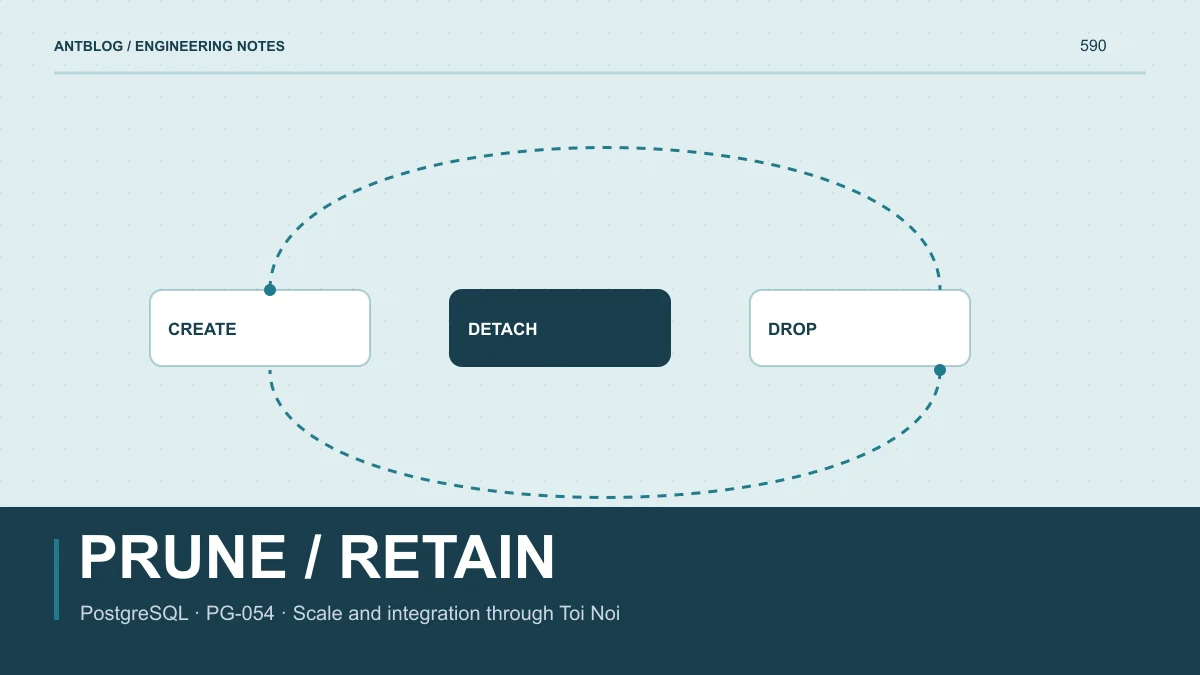 ANTBLOG / ENGINEERING NOTES
590
CREATE
DETACH
DROP
PRUNE / RETAIN
PostgreSQL · PG-054 · Scale and integration through Toi Noi